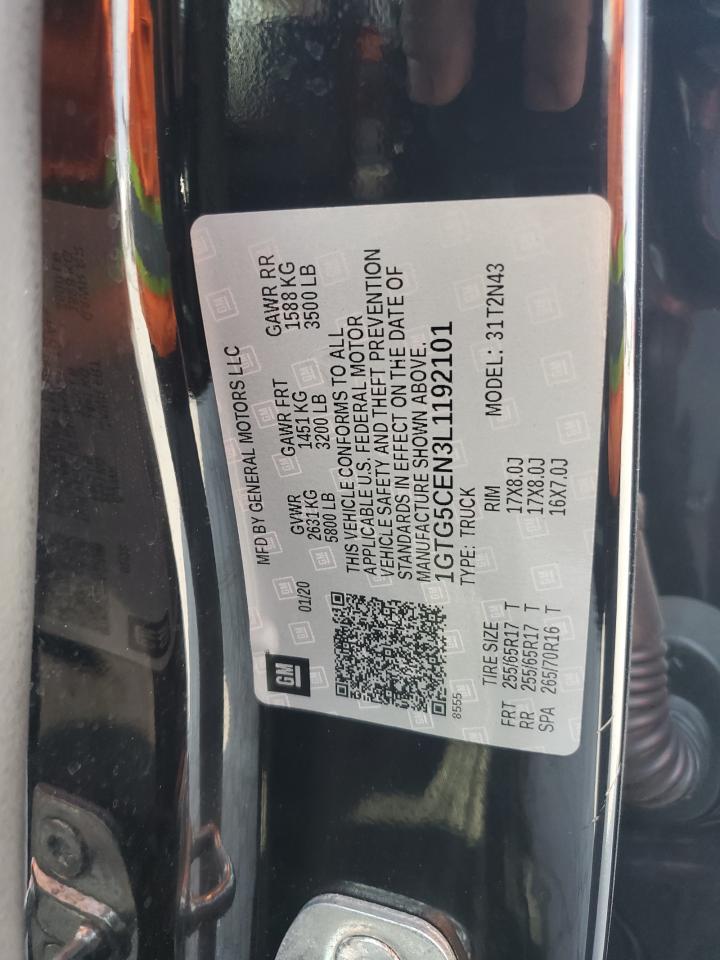 GM
MFD BY GENERAL MOTORS LLC
01/20
GVWR GAWR FRT GAWR RR
2631 KG 1451 KG 1588 KG
5800 LB 3200 LB 3500 LB
THIS VEHICLE CONFORMS TO ALL
APPLICABLE U.S. FEDERAL MOTOR
VEHICLE SAFETY AND THEFT PREVENTION
STANDARDS IN EFFECT ON THE DATE OF
MANUFACTURE SHOWN ABOVE.
1GTG5CEN3L1192101
8555
TYPE: TRUCK MODEL: 31T2N43
TIRE SIZE RIM
FRT 255/65R17 T 17X8.0J
RR 255/65R17 T 17X8.0J
SPA 265/70R16 T 16X7.0J